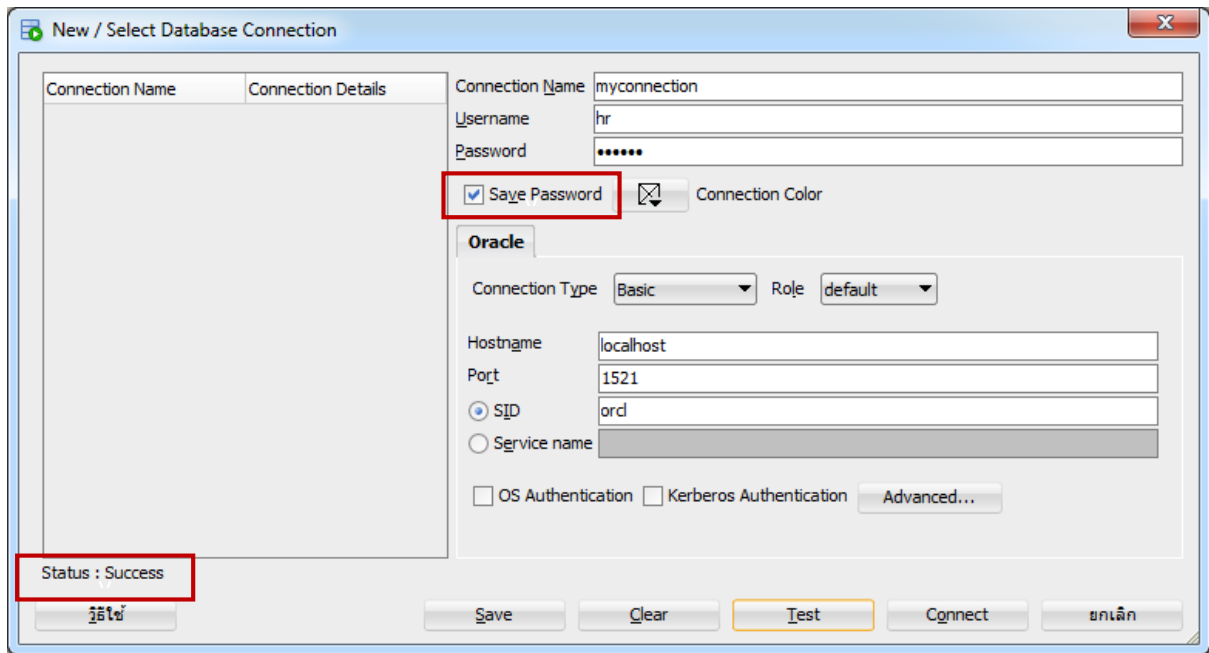 New / Select Database Connection
Connection Name Connection Details
Connection Name myconnection
Username hr
Password ••••••
Save Password Connection Color
Oracle
Connection Type Basic Role default
Hostname localhost
Port 1521
SID orcl
Service name
OS Authentication Kerberos Authentication Advanced...
Status : Success
วิธีใช้ Save Clear Test Connect ยกเลิก